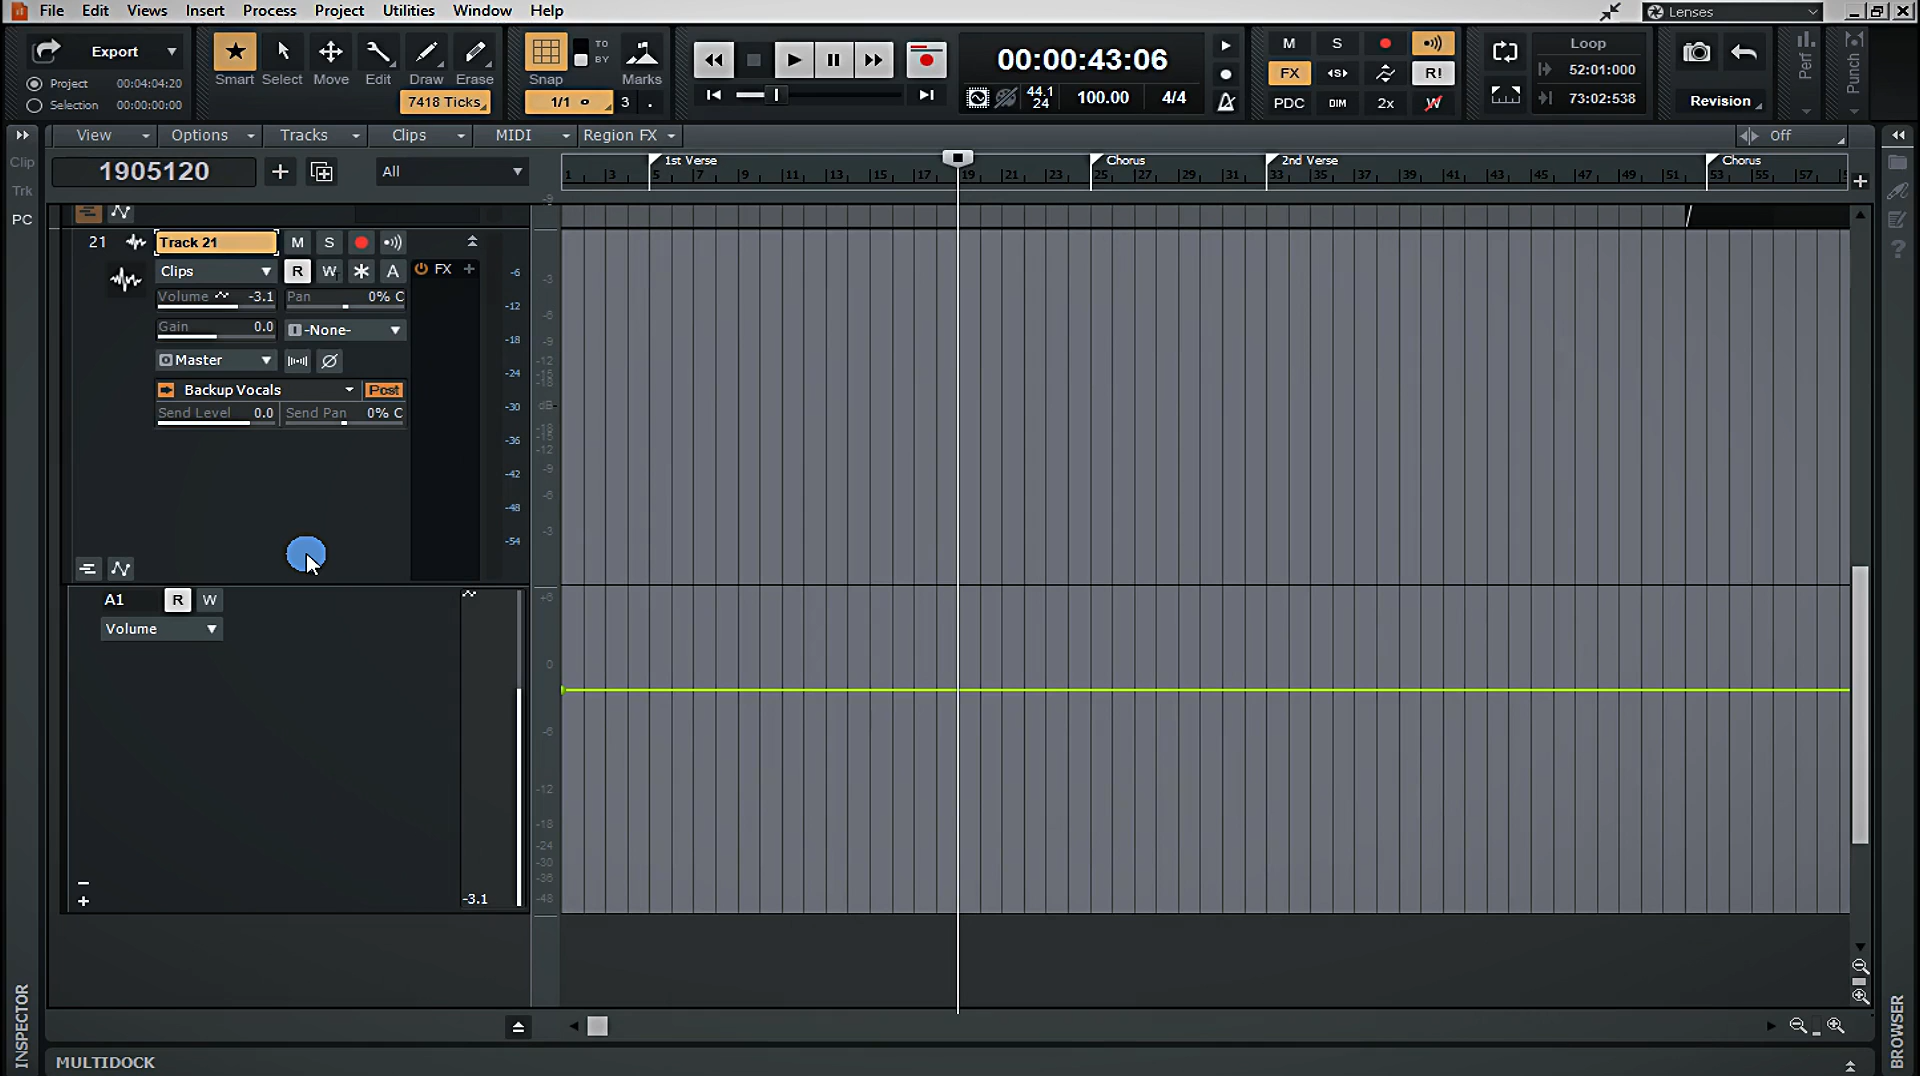 File Edit Views Insert Process Project Utilities Window Help
Lenses
Export
Project 00:04:04:20
Selection 00:00:00:00
Smart Select Move Edit Draw Erase
7418 Ticks
Snap TO BY Marks
1/1 3 .
00:00:43:06
44.1
24
100.00 4/4
M S
FX R!
PDC DIM 2x W
Loop
52:01:000
73:02:538
Revision
Perf
Punch
View Options Tracks Clips MIDI Region FX
Off
Clip
Trk
PC
1905120
All
1st Verse Chorus 2nd Verse Chorus
1 3 5 7 9 11 13 15 17 19 21 23 25 27 29 31 33 35 37 39 41 43 45 47 49 51 53 55 57
21 Track 21 M S
Clips R W A FX
Volume -3.1 Pan 0% C
Gain 0.0 -None-
Master
Backup Vocals Post
Send Level 0.0 Send Pan 0% C
-6
-12
-18
-24
-30
-36
-42
-48
-54
-9
-3
-6
-9
-12
-15
-18
dB
-18
-15
-12
-9
-6
-3
A1 R W
Volume
-3.1
+6
0
-6
-12
-18
-24
-30
-36
-48
INSPECTOR
BROWSER
MULTIDOCK